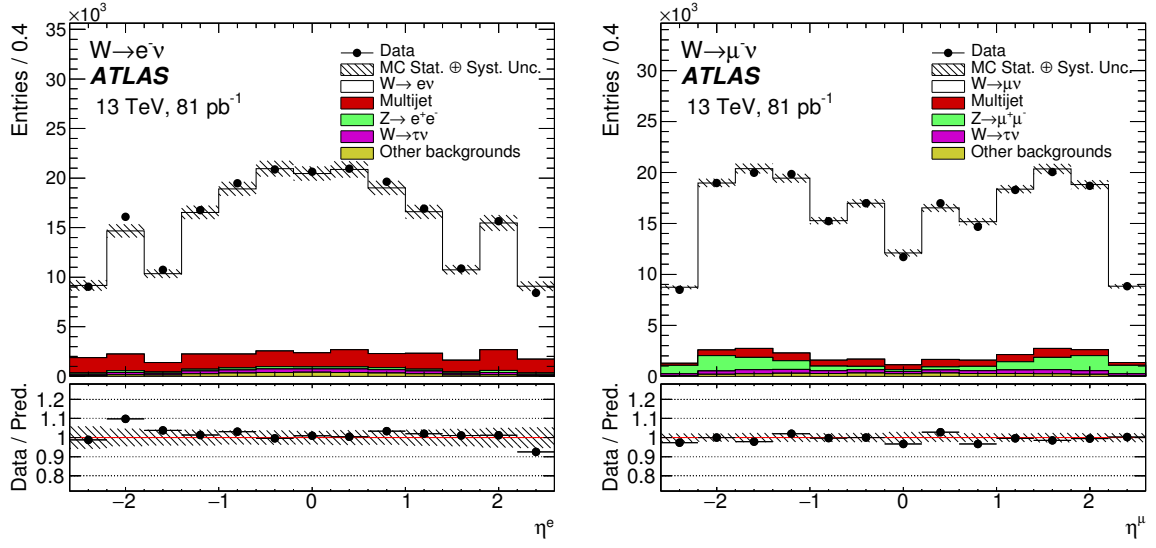 ×10³
35
30
25
20
15
10
5
0
Entries / 0.4
W→e⁻ν
ATLAS
13 TeV, 81 pb⁻¹
Data
MC Stat. ⊕ Syst. Unc.
W→ eν
Multijet
Z→ e⁺e⁻
W→τν
Other backgrounds
1.2
1.1
1
0.9
0.8
Data / Pred.
−2 −1 0 1 2
ηᵉ
×10³
30
20
10
0
Entries / 0.4
W→μ⁻ν
ATLAS
13 TeV, 81 pb⁻¹
Data
MC Stat. ⊕ Syst. Unc.
W→μν
Multijet
Z→μ⁺μ⁻
W→τν
Other backgrounds
1.2
1.1
1
0.9
0.8
Data / Pred.
−2 −1 0 1 2
η^μ